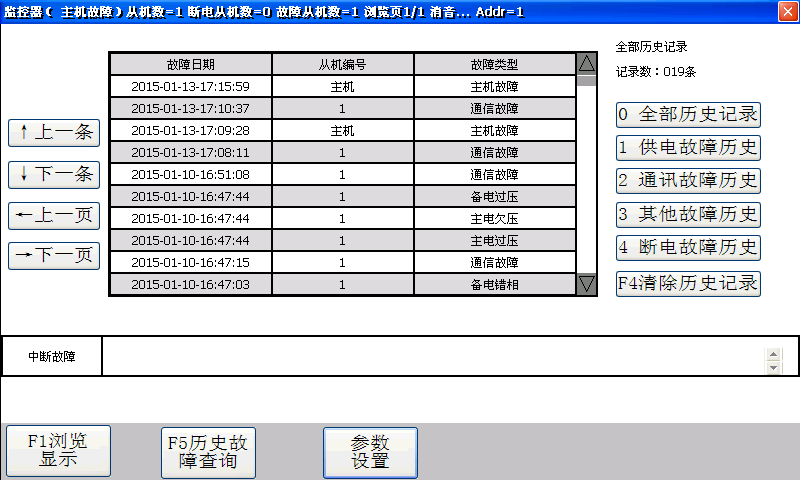 监控器( 主机故障)从机数=1 断电从机数=0 故障从机数=1 浏览页1/1 消音... Addr=1
全部历史记录
记录数：019条
故障日期 从机编号 故障类型
2015-01-13-17:15:59 主机 主机故障
2015-01-13-17:10:37 1 通信故障
2015-01-13-17:09:28 主机 主机故障
2015-01-13-17:08:11 1 通信故障
2015-01-10-16:51:08 1 通信故障
2015-01-10-16:47:44 1 备电过压
2015-01-10-16:47:44 1 主电欠压
2015-01-10-16:47:44 1 主电过压
2015-01-10-16:47:15 1 通信故障
2015-01-10-16:47:03 1 备电错相
↑上一条
↓下一条
←上一页
→下一页
0 全部历史记录
1 供电故障历史
2 通讯故障历史
3 其他故障历史
4 断电故障历史
F4清除历史记录
中断故障
F1浏览
显示
F5历史故
障查询
参数
设置